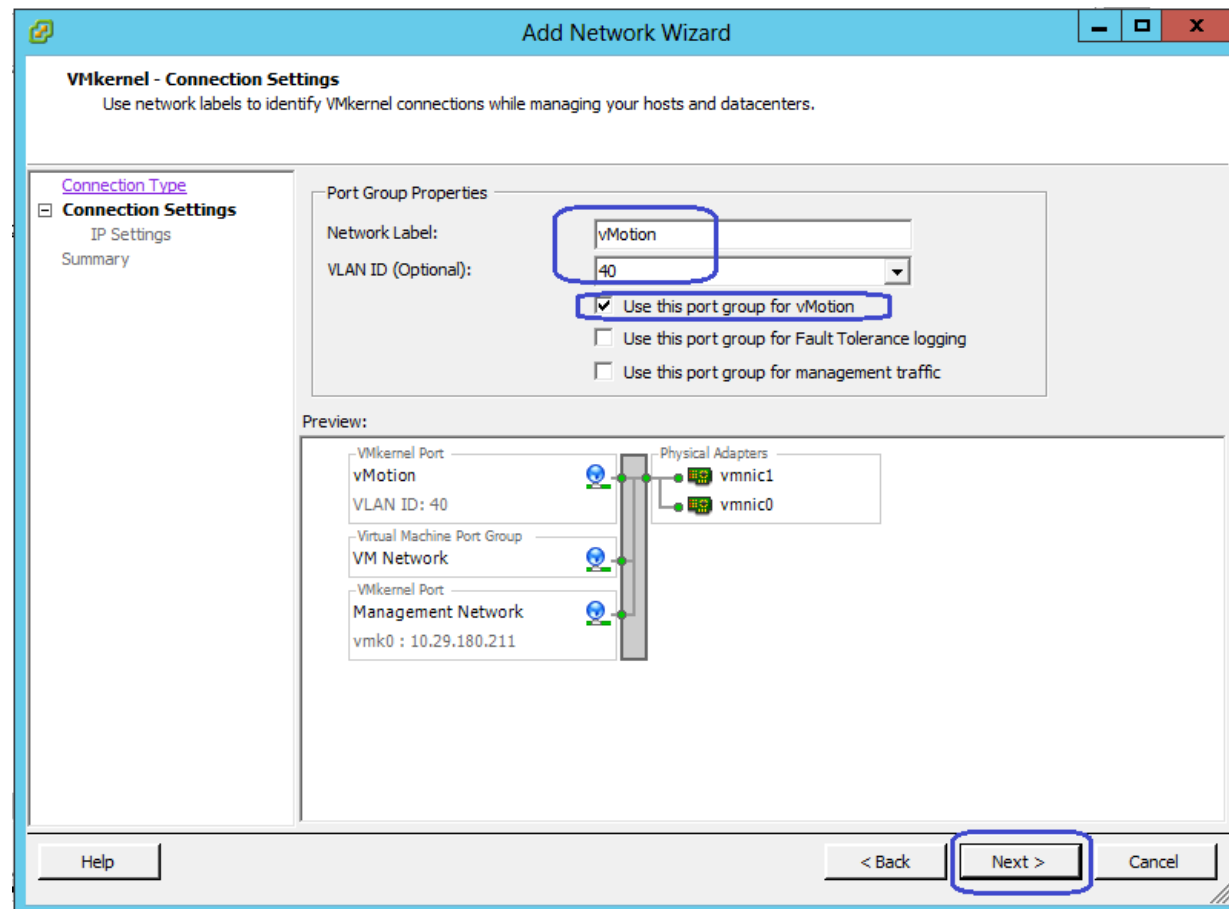 Add Network Wizard
x
VMkernel - Connection Settings
Use network labels to identify VMkernel connections while managing your hosts and datacenters.
Connection Type
Connection Settings
IP Settings
Summary
Port Group Properties
Network Label:
vMotion
VLAN ID (Optional):
40
Use this port group for vMotion
Use this port group for Fault Tolerance logging
Use this port group for management traffic
Preview:
VMkernel Port
vMotion
VLAN ID: 40
Virtual Machine Port Group
VM Network
VMkernel Port
Management Network
vmk0 : 10.29.180.211
Physical Adapters
vmnic1
vmnic0
Help
< Back
Next >
Cancel